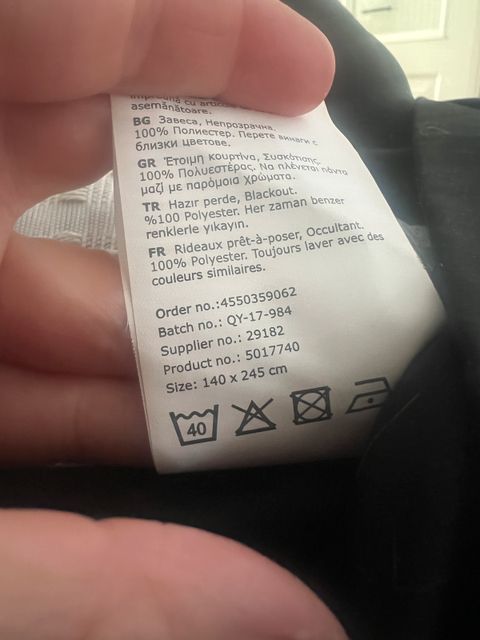 asemănătoare.
BG Завеса, Непрозрачна.
100% Полиестер. Перете винаги с
близки цветове.
GR Έτοιμη κουρτίνα, Συσκότισης.
100% Πολυεστέρας. Να πλένεται πάντα
μαζί με παρόμοια χρώματα.
TR Hazır perde, Blackout.
%100 Polyester. Her zaman benzer
renklerle yıkayın.
FR Rideaux prêt-à-poser, Occultant.
100% Polyester. Toujours laver avec des
couleurs similaires.
Order no.:4550359062
Batch no.: QY-17-984
Supplier no.: 29182
Product no.: 5017740
Size: 140 x 245 cm
40